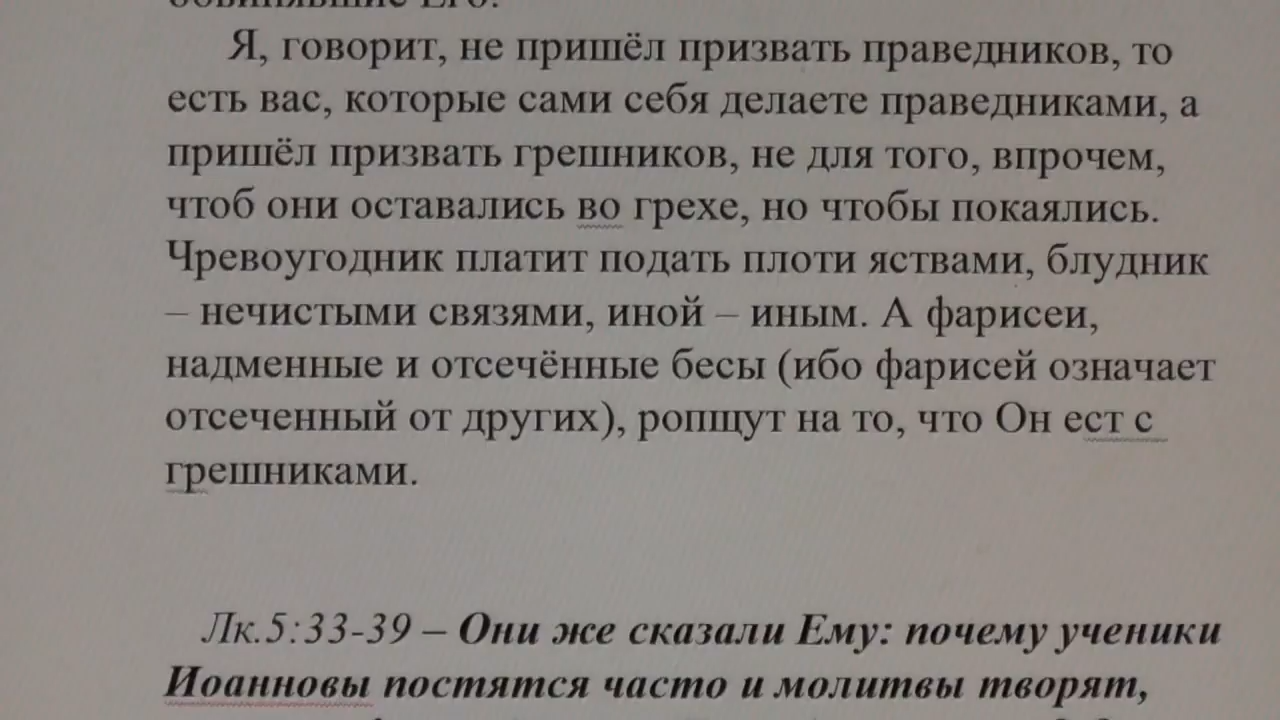 обвинявшие Его.
Я, говорит, не пришёл призвать праведников, то
есть вас, которые сами себя делаете праведниками, а
пришёл призвать грешников, не для того, впрочем,
чтоб они оставались во грехе, но чтобы покаялись.
Чревоугодник платит подать плоти яствами, блудник
– нечистыми связями, иной – иным. А фарисеи,
надменные и отсечённые бесы (ибо фарисей означает
отсеченный от других), ропщут на то, что Он ест с
грешниками.
Лк.5:33-39 – Они же сказали Ему: почему ученики
Иоанновы постятся часто и молитвы творят,